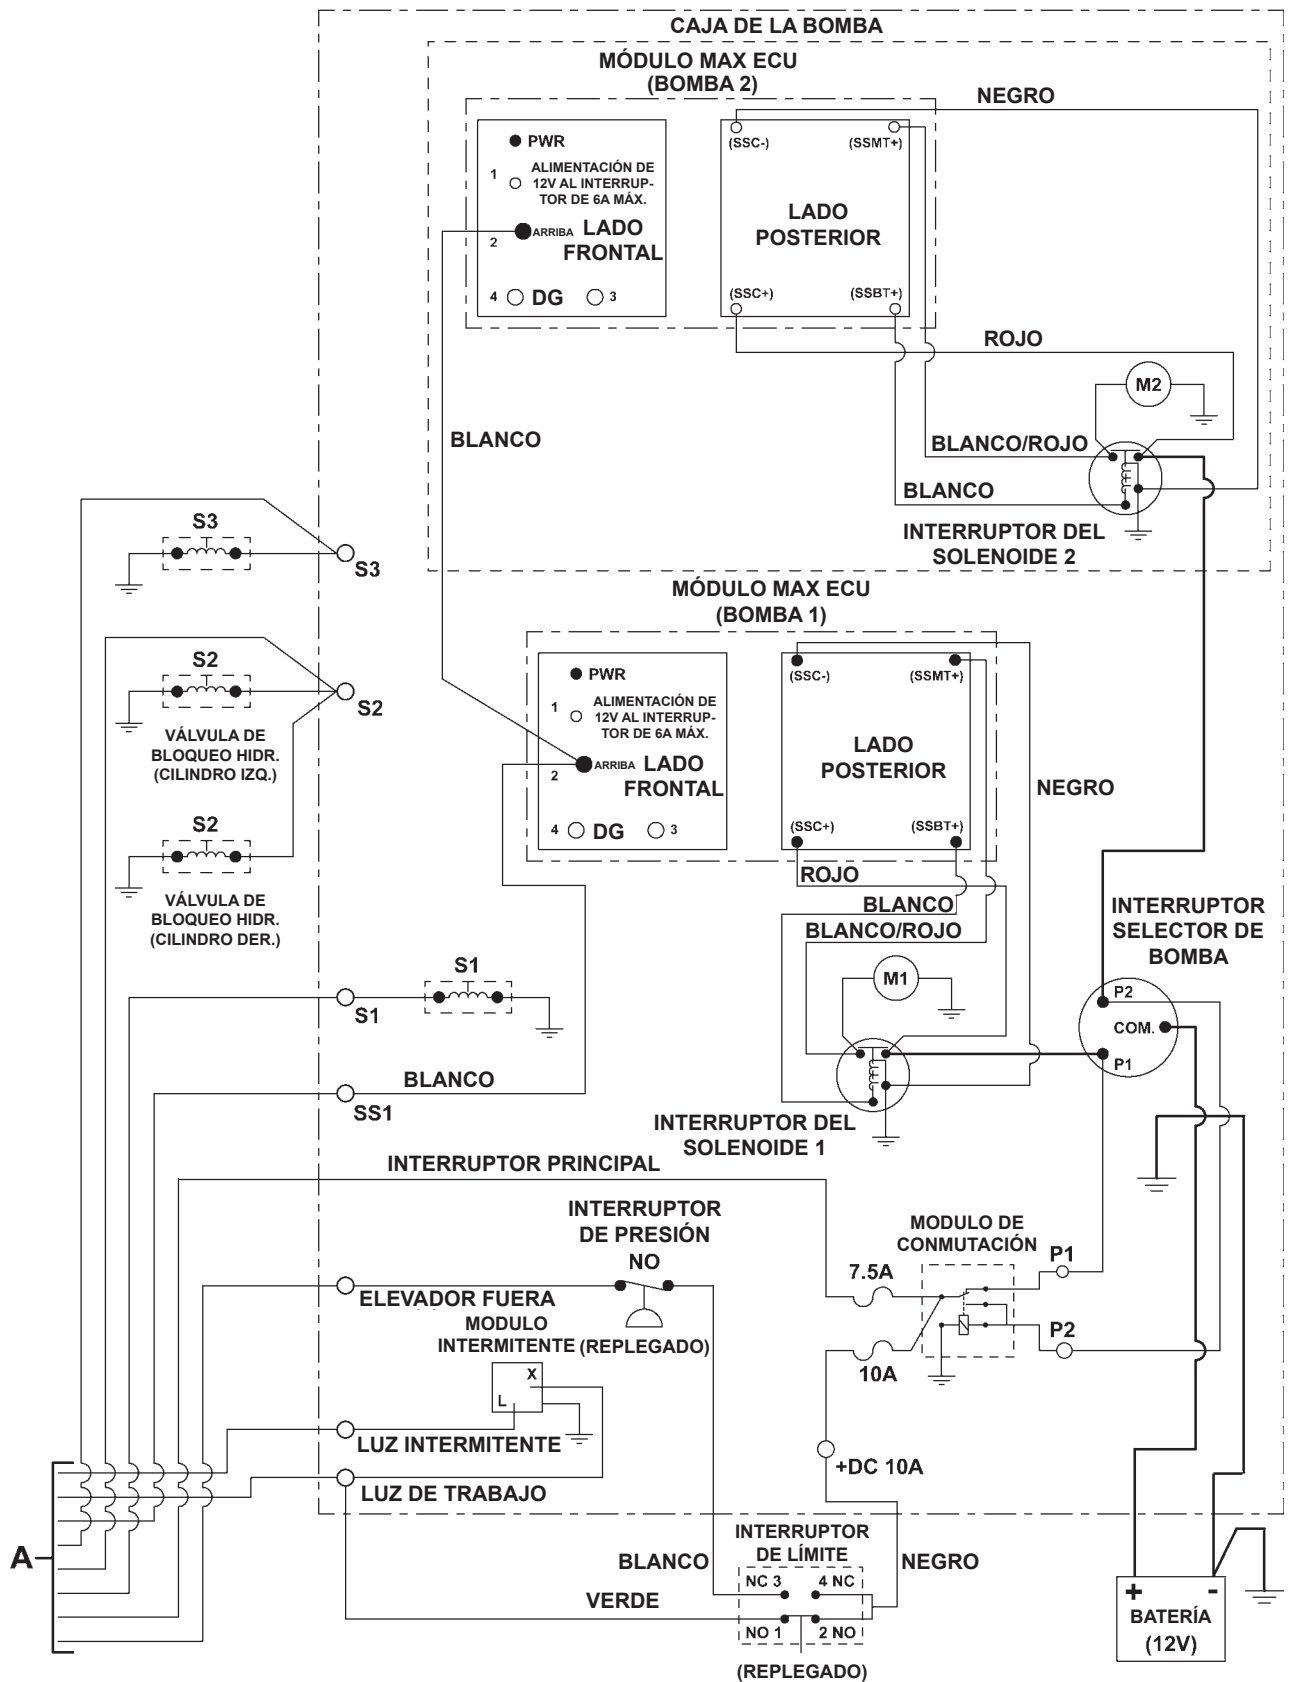 CAJA DE LA BOMBA
MÓDULO MAX ECU
(BOMBA 2)
NEGRO
PWR
(SSC-)
(SSMT+)
1
ALIMENTACIÓN DE
12V AL INTERRUP-
TOR DE 6A MÁX.
2
ARRIBA
LADO
FRONTAL
LADO
POSTERIOR
4
DG
3
(SSC+)
(SSBT+)
ROJO
M2
BLANCO
BLANCO/ROJO
BLANCO
INTERRUPTOR DEL
SOLENOIDE 2
S3
S3
MÓDULO MAX ECU
(BOMBA 1)
S2
S2
VÁLVULA DE
BLOQUEO HIDR.
(CILINDRO IZQ.)
PWR
(SSC-)
(SSMT+)
1
ALIMENTACIÓN DE
12V AL INTERRUP-
TOR DE 6A MÁX.
2
ARRIBA
LADO
FRONTAL
LADO
POSTERIOR
NEGRO
4
DG
3
(SSC+)
(SSBT+)
S2
VÁLVULA DE
BLOQUEO HIDR.
(CILINDRO DER.)
ROJO
BLANCO
BLANCO/ROJO
INTERRUPTOR
SELECTOR DE
BOMBA
M1
S1
S1
P2
COM.
P1
BLANCO
SS1
INTERRUPTOR DEL
SOLENOIDE 1
INTERRUPTOR PRINCIPAL
INTERRUPTOR
DE PRESIÓN
NO
MODULO DE
CONMUTACIÓN
P1
7.5A
ELEVADOR FUERA
(REPLEGADO)
MODULO
INTERMITENTE
X
L
P2
10A
LUZ INTERMITENTE
+DC 10A
LUZ DE TRABAJO
A
INTERRUPTOR
DE LÍMITE
BLANCO
NEGRO
NC 3
4 NC
VERDE
NO 1
2 NO
(REPLEGADO)
+
-
BATERÍA
(12V)